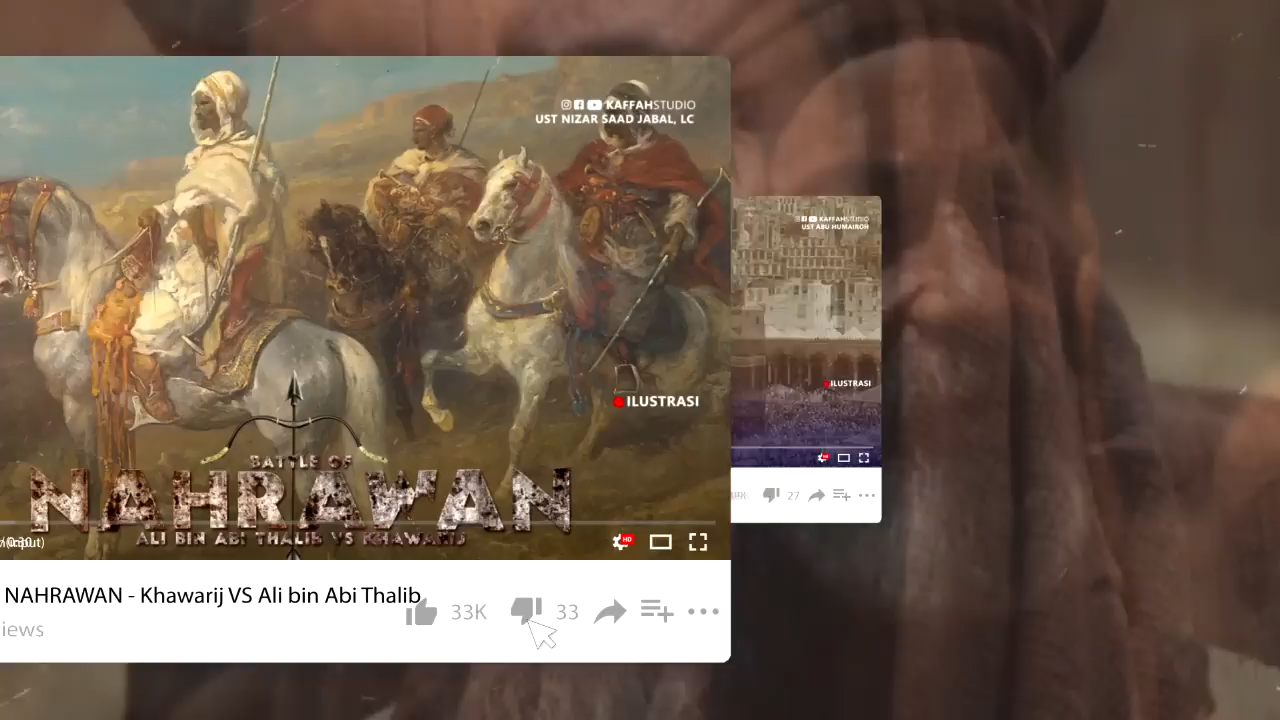 KAFFAHSTUDIO
UST NIZAR SAAD JABAL, LC
KAFFAHSTUDIO
UST ABU HUMAIROH
ILUSTRASI
ILUSTRASI
BATTLE OF
NAHRAWAN
ALI BIN ABI THALIB VS KHAWARIJ
HD
27
NAHRAWAN - Khawarij VS Ali bin Abi Thalib
33K
33
iews